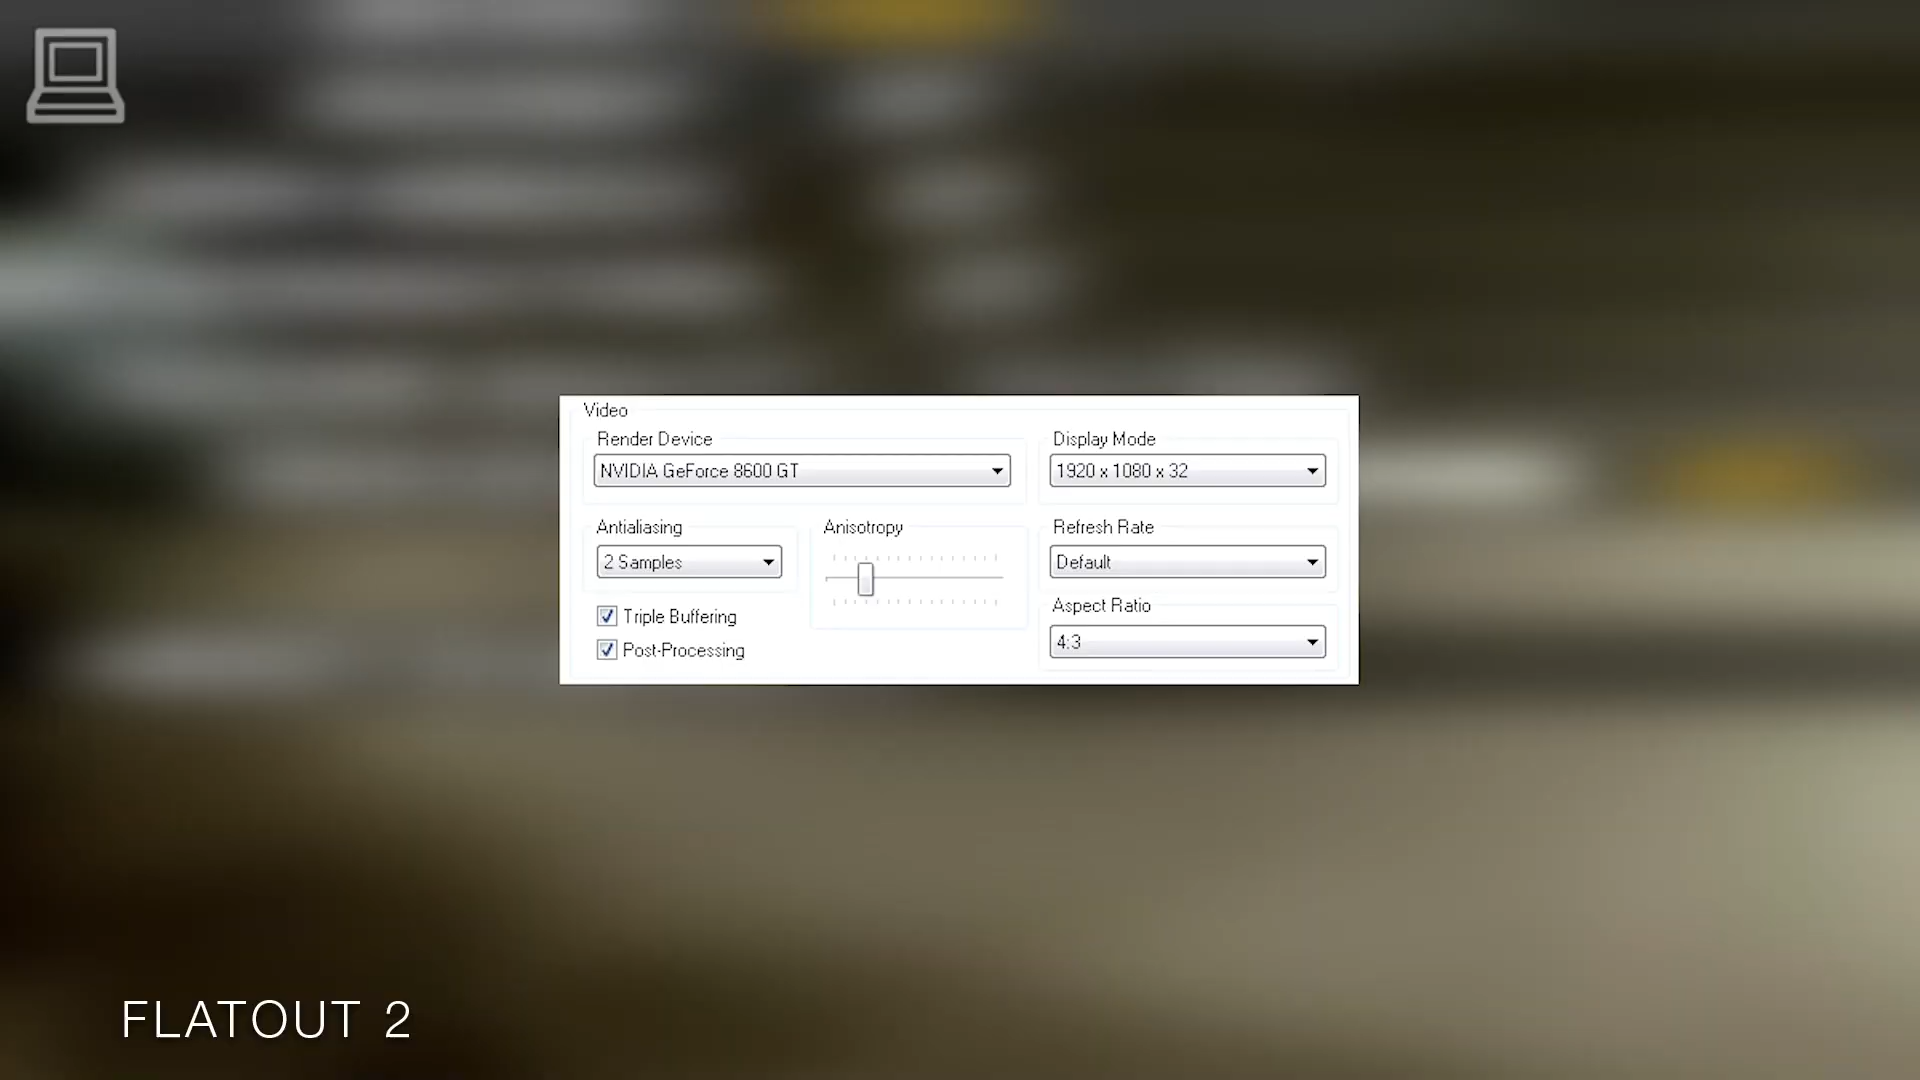 Video
Render Device
NVIDIA GeForce 8600 GT
Display Mode
1920 x 1080 x 32
Antialiasing
2 Samples
Anisotropy
Refresh Rate
Default
Triple Buffering
Post-Processing
Aspect Ratio
4:3
FLATOUT 2